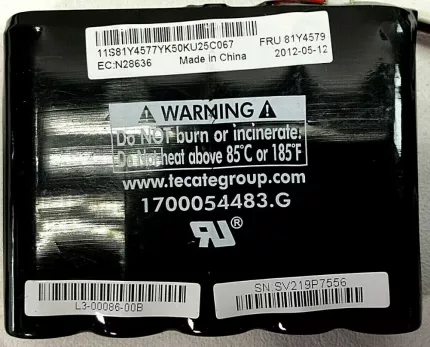 11S81Y4577YK50KU25C067 FRU 81Y4579
EC:N28636 Made in China 2012-05-12
⚠ WARNING ⚠
Do NOT burn or incinerate.
Do Not heat above 85°C or 185°F
www.tecategroup.com
1700054483.G
RU®
L3-00086-00B
SN.SV219P7556